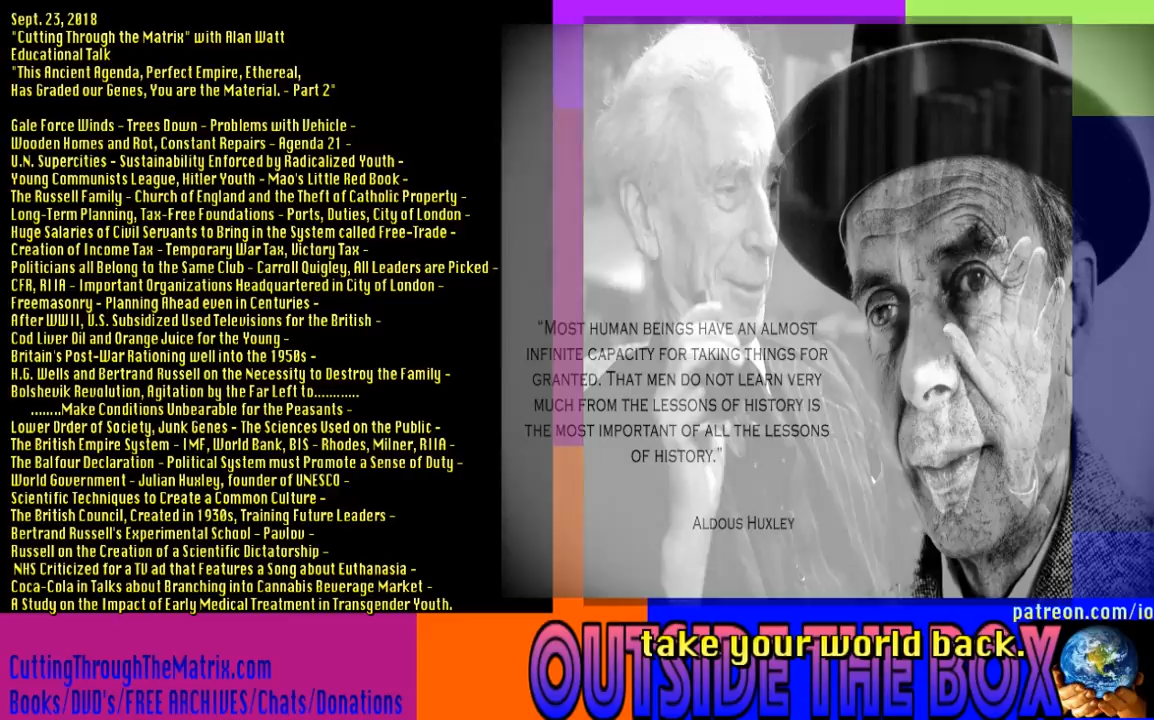 Sept. 23, 2018
"Cutting Through the Matrix" with Alan Watt
Educational Talk
"This Ancient Agenda, Perfect Empire, Ethereal,
Has Graded our Genes, You are the Material. - Part 2"
Gale Force Winds - Trees Down - Problems with Vehicle -
Wooden Homes and Rot, Constant Repairs - Agenda 21 -
U.N. Supercities - Sustainability Enforced by Radicalized Youth -
Young Communists League, Hitler Youth - Mao's Little Red Book -
The Russell Family - Church of England and the Theft of Catholic Property -
Long-Term Planning, Tax-Free Foundations - Ports, Duties, City of London -
Huge Salaries of Civil Servants to Bring in the System called Free-Trade -
Creation of Income Tax - Temporary War Tax, Victory Tax -
Politicians all Belong to the Same Club - Carroll Quigley, All Leaders are Picked -
CFR, RIIA - Important Organizations Headquartered in City of London -
Freemasonry - Planning Ahead even in Centuries -
After WWII, U.S. Subsidized Used Televisions for the British -
Cod Liver Oil and Orange Juice for the Young -
Britain's Post-War Rationing well into the 1950s -
H.G. Wells and Bertrand Russell on the Necessity to Destroy the Family -
Bolshevik Revolution, Agitation by the Far Left to............
........Make Conditions Unbearable for the Peasants -
Lower Order of Society, Junk Genes - The Sciences Used on the Public -
The British Empire System - IMF, World Bank, BIS - Rhodes, Milner, RIIA -
The Balfour Declaration - Political System must Promote a Sense of Duty -
World Government - Julian Huxley, founder of UNESCO -
Scientific Techniques to Create a Common Culture -
The British Council, Created in 1930s, Training Future Leaders -
Bertrand Russell's Experimental School - Pavlov -
Russell on the Creation of a Scientific Dictatorship -
NHS Criticized for a TV ad that Features a Song about Euthanasia -
Coca-Cola in Talks about Branching into Cannabis Beverage Market -
A Study on the Impact of Early Medical Treatment in Transgender Youth.
"MOST HUMAN BEINGS HAVE AN ALMOST
INFINITE CAPACITY FOR TAKING THINGS FOR
GRANTED. THAT MEN DO NOT LEARN VERY
MUCH FROM THE LESSONS OF HISTORY IS
THE MOST IMPORTANT OF ALL THE LESSONS
OF HISTORY."
ALDOUS HUXLEY
patreon.com/io
take your world back.
OUTSIDE THE BOX
CuttingThroughTheMatrix.com
Books/DVD's/FREE ARCHIVES/Chats/Donations